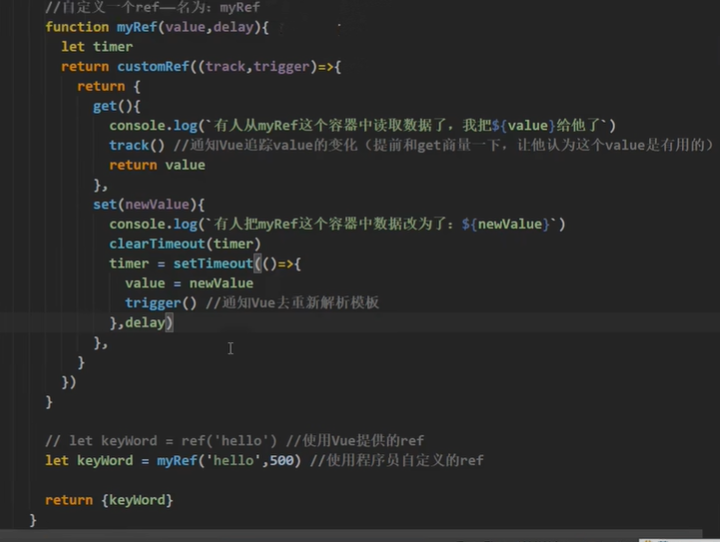 //自定义一个ref——名为：myRef
function myRef(value,delay){
let timer
return customRef((track,trigger)=>{
return {
get(){
console.log(`有人从myRef这个容器中读取数据了，我把${value}给他了`)
track() //通知Vue追踪value的变化（提前和get商量一下，让他认为这个value是有用的）
return value
},
set(newValue){
console.log(`有人把myRef这个容器中数据改为了：${newValue}`)
clearTimeout(timer)
timer = setTimeout(()=>{
value = newValue
trigger() //通知Vue去重新解析模板
},delay)
},
}
})
}
// let keyWord = ref('hello') //使用Vue提供的ref
let keyWord = myRef('hello',500) //使用程序员自定义的ref
return {keyWord}
}